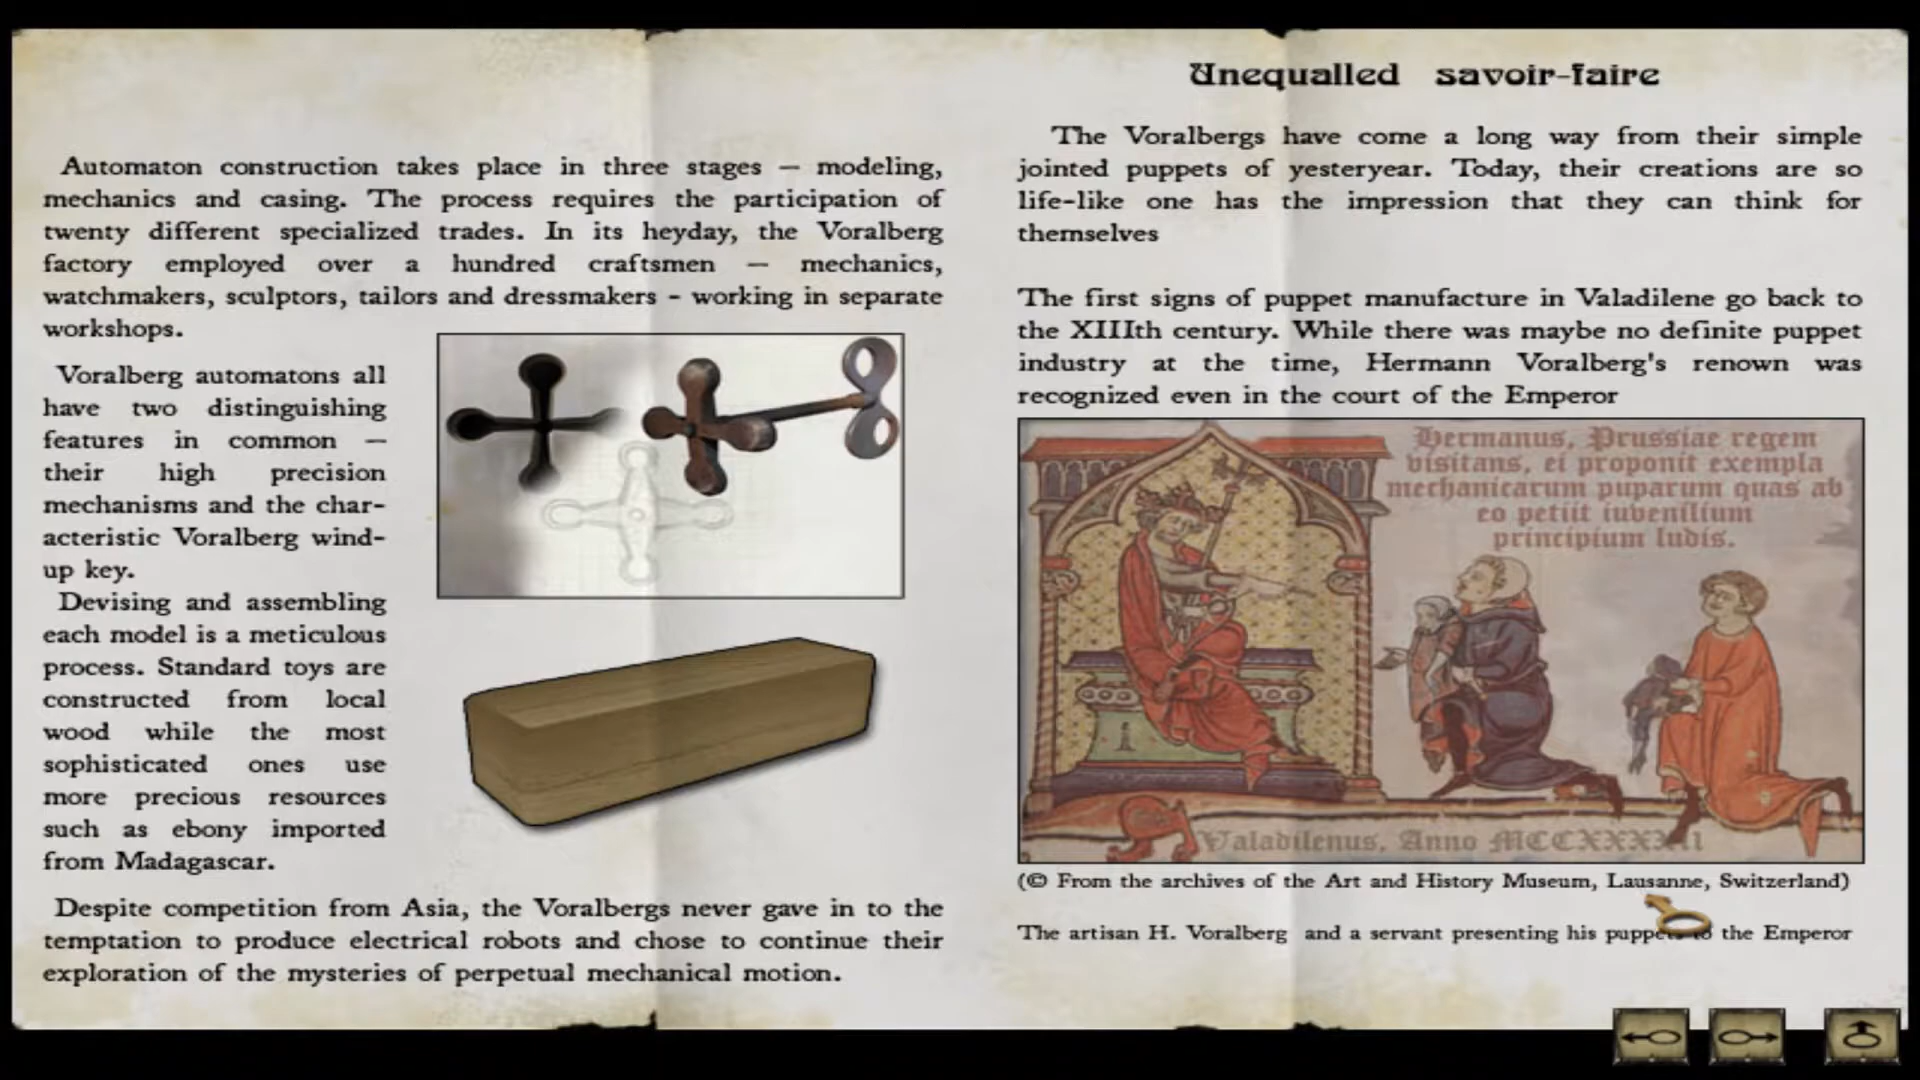 Automaton construction takes place in three stages – modeling,
mechanics and casing. The process requires the participation of
twenty different specialized trades. In its heyday, the Voralberg
factory employed over a hundred craftsmen – mechanics,
watchmakers, sculptors, tailors and dressmakers - working in separate
workshops.
Voralberg automatons all
have two distinguishing
features in common –
their high precision
mechanisms and the char-
acteristic Voralberg wind-
up key.
Devising and assembling
each model is a meticulous
process. Standard toys are
constructed from local
wood while the most
sophisticated ones use
more precious resources
such as ebony imported
from Madagascar.
Despite competition from Asia, the Voralbergs never gave in to the
temptation to produce electrical robots and chose to continue their
exploration of the mysteries of perpetual mechanical motion.
Unequalled savoir-faire
The Voralbergs have come a long way from their simple
jointed puppets of yesteryear. Today, their creations are so
life-like one has the impression that they can think for
themselves
The first signs of puppet manufacture in Valadilene go back to
the XIIIth century. While there was maybe no definite puppet
industry at the time, Hermann Voralberg's renown was
recognized even in the court of the Emperor
Hermanus, Prussiae regem
visitans, ei proponit exempla
mechanicarum puparum quas ab
eo petiit iuvenilium
principium ludis.
Valadilenus, Anno
(© From the archives of the Art and History Museum, Lausanne, Switzerland)
The artisan H. Voralberg and a servant presenting his puppets to the Emperor